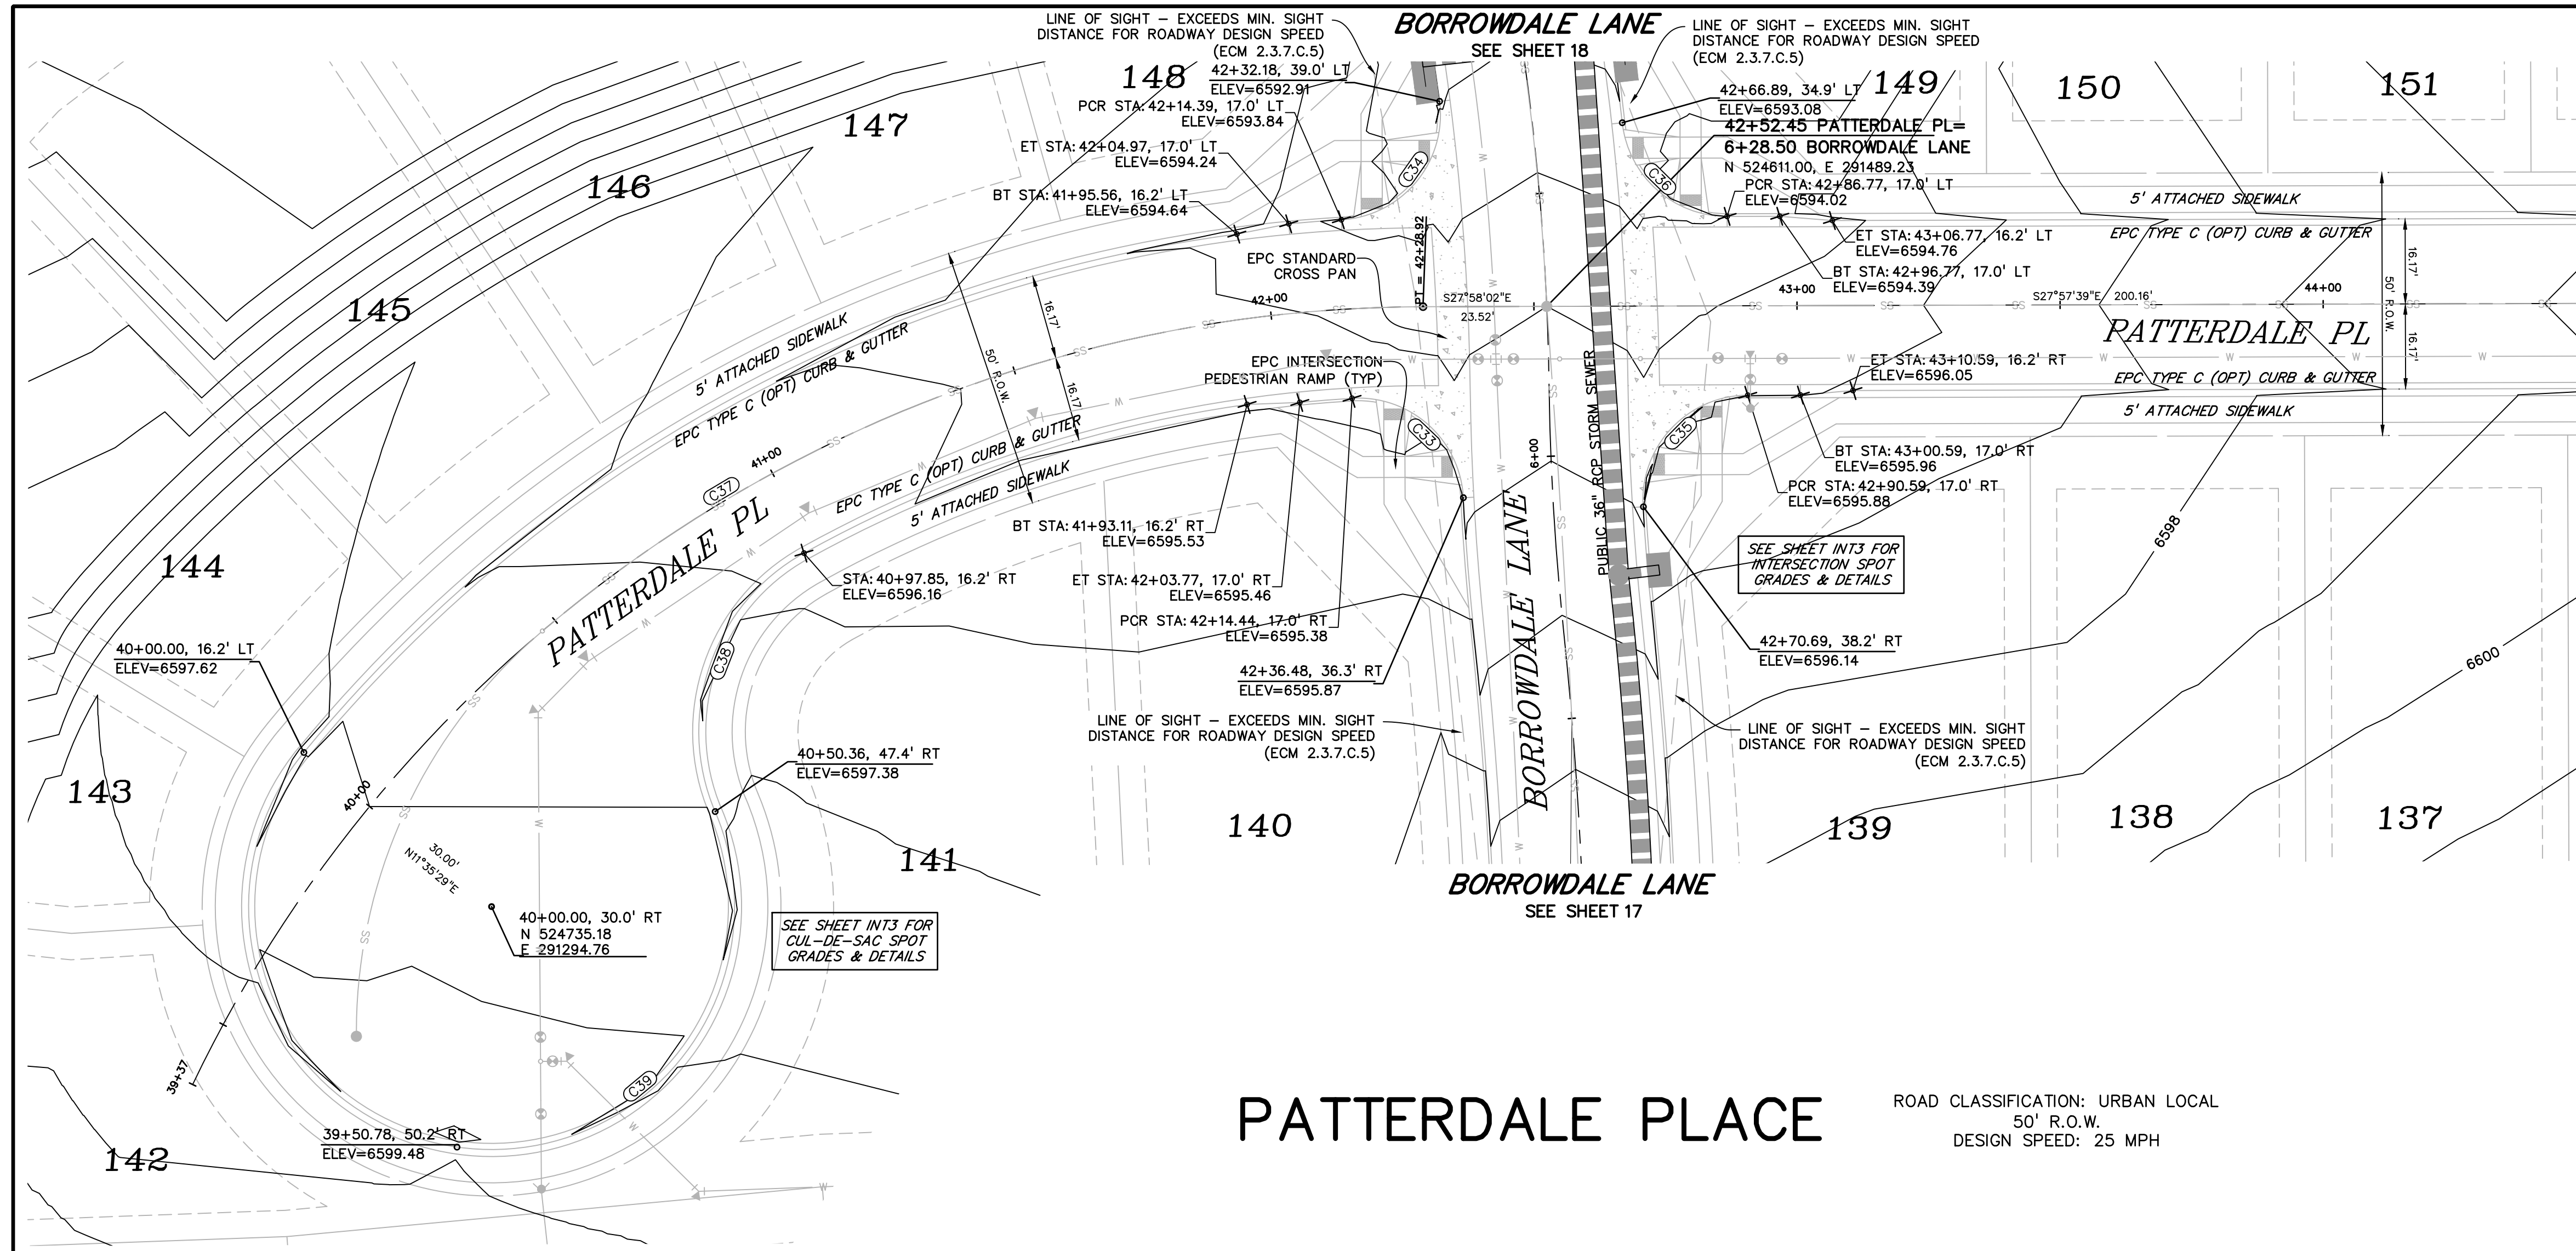 LINE OF SIGHT – EXCEEDS MIN. SIGHT
DISTANCE FOR ROADWAY DESIGN SPEED
(ECM 2.3.7.C.5)
BORROWDALE LANE
SEE SHEET 18
LINE OF SIGHT – EXCEEDS MIN. SIGHT
DISTANCE FOR ROADWAY DESIGN SPEED
(ECM 2.3.7.C.5)
148
147
146
145
144
143
142
149
150
151
42+32.18, 39.0' LT
ELEV=6592.91
PCR STA: 42+14.39, 17.0' LT
ELEV=6593.84
ET STA: 42+04.97, 17.0' LT
ELEV=6594.24
BT STA: 41+95.56, 16.2' LT
ELEV=6594.64
42+66.89, 34.9' LT
ELEV=6593.08
42+52.45 PATTERDALE PL=
6+28.50 BORROWDALE LANE
N 524611.00, E 291489.23
PCR STA: 42+86.77, 17.0' LT
ELEV=6594.02
ET STA: 43+06.77, 16.2' LT
ELEV=6594.76
BT STA: 42+96.77, 17.0' LT
ELEV=6594.39
C34
C36
5' ATTACHED SIDEWALK
EPC TYPE C (OPT) CURB & GUTTER
16.17'
50' R.O.W.
16.17'
EPC STANDARD
CROSS PAN
PT = 42+28.92
S27°58'02"E
23.52'
42+00
43+00
S27°57'39"E 200.16'
44+00
PATTERDALE PL
EPC TYPE C (OPT) CURB & GUTTER
5' ATTACHED SIDEWALK
5' ATTACHED SIDEWALK
EPC TYPE C (OPT) CURB & GUTTER
16.17'
50' R.O.W.
16.17
EPC INTERSECTION
PEDESTRIAN RAMP (TYP)
ET STA: 43+10.59, 16.2' RT
ELEV=6596.05
C33
C35
6+00
PUBLIC 36" RCP STORM SEWER
BORROWDALE LANE
BT STA: 43+00.59, 17.0' RT
ELEV=6595.96
PCR STA: 42+90.59, 17.0' RT
ELEV=6595.88
41+00
C37
PATTERDALE PL
EPC TYPE C (OPT) CURB & GUTTER
5' ATTACHED SIDEWALK
BT STA: 41+93.11, 16.2' RT
ELEV=6595.53
STA: 40+97.85, 16.2' RT
ELEV=6596.16
ET STA: 42+03.77, 17.0' RT
ELEV=6595.46
PCR STA: 42+14.44, 17.0' RT
ELEV=6595.38
SEE SHEET INT3 FOR
INTERSECTION SPOT
GRADES & DETAILS
6598
6600
40+00.00, 16.2' LT
ELEV=6597.62
C38
42+36.48, 36.3' RT
ELEV=6595.87
42+70.69, 38.2' RT
ELEV=6596.14
LINE OF SIGHT – EXCEEDS MIN. SIGHT
DISTANCE FOR ROADWAY DESIGN SPEED
(ECM 2.3.7.C.5)
LINE OF SIGHT – EXCEEDS MIN. SIGHT
DISTANCE FOR ROADWAY DESIGN SPEED
(ECM 2.3.7.C.5)
40+50.36, 47.4' RT
ELEV=6597.38
40+00
141
140
139
138
137
30.00'
N11°35'29"E
BORROWDALE LANE
SEE SHEET 17
40+00.00, 30.0' RT
N 524735.18
E 291294.76
SEE SHEET INT3 FOR
CUL–DE–SAC SPOT
GRADES & DETAILS
39+37
C39
39+50.78, 50.2' RT
ELEV=6599.48
PATTERDALE PLACE
ROAD CLASSIFICATION: URBAN LOCAL
50' R.O.W.
DESIGN SPEED: 25 MPH